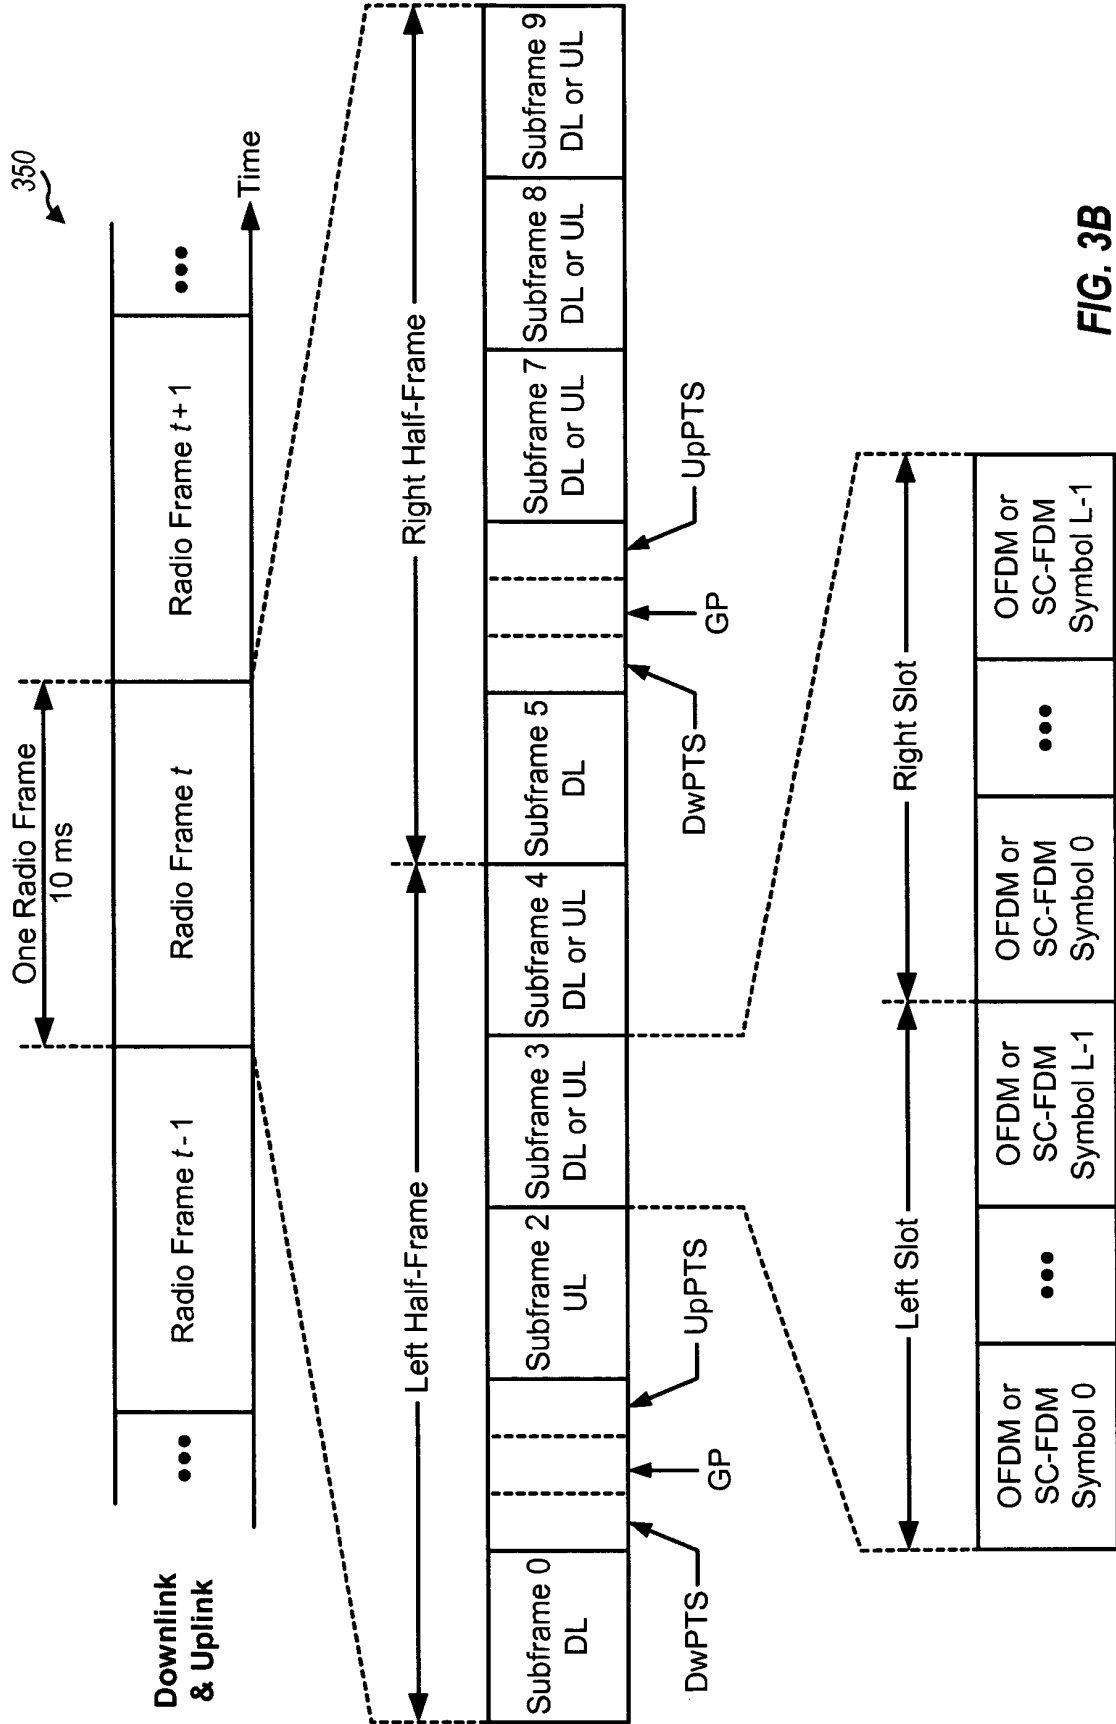 350
One Radio Frame
10 ms
Downlink
& Uplink
•••
Radio Frame t-1
Radio Frame t
Radio Frame t+1
•••
Time
Left Half-Frame
Right Half-Frame
Subframe 0
DL
Subframe 2
UL
Subframe 3
DL or UL
Subframe 4
DL or UL
Subframe 5
DL
Subframe 7
DL or UL
Subframe 8
DL or UL
Subframe 9
DL or UL
DwPTS
GP
UpPTS
DwPTS
GP
UpPTS
Left Slot
Right Slot
OFDM or
SC-FDM
Symbol 0
•••
OFDM or
SC-FDM
Symbol L-1
OFDM or
SC-FDM
Symbol 0
•••
OFDM or
SC-FDM
Symbol L-1
FIG. 3B